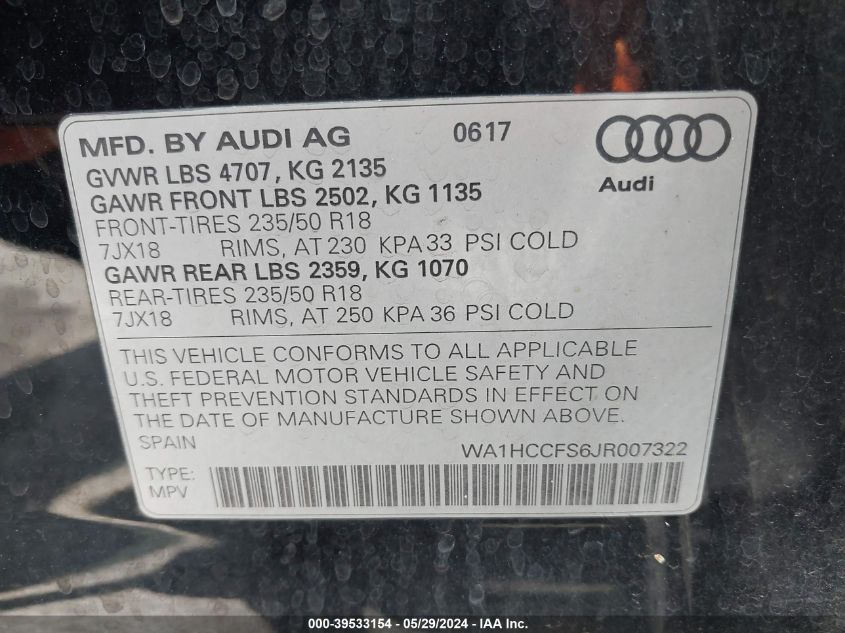 MFD. BY AUDI AG 0617
Audi
GVWR LBS 4707, KG 2135
GAWR FRONT LBS 2502, KG 1135
FRONT-TIRES 235/50 R18
7JX18 RIMS, AT 230 KPA 33 PSI COLD
GAWR REAR LBS 2359, KG 1070
REAR-TIRES 235/50 R18
7JX18 RIMS, AT 250 KPA 36 PSI COLD
THIS VEHICLE CONFORMS TO ALL APPLICABLE
U.S. FEDERAL MOTOR VEHICLE SAFETY AND
THEFT PREVENTION STANDARDS IN EFFECT ON
THE DATE OF MANUFACTURE SHOWN ABOVE.
SPAIN WA1HCCFS6JR007322
TYPE:
MPV
000-39533154 - 05/29/2024 - IAA Inc.